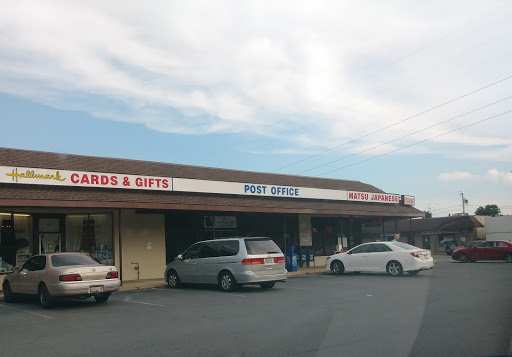 Hallmark CARDS & GIFTS
POST OFFICE
MATSU JAPANESE